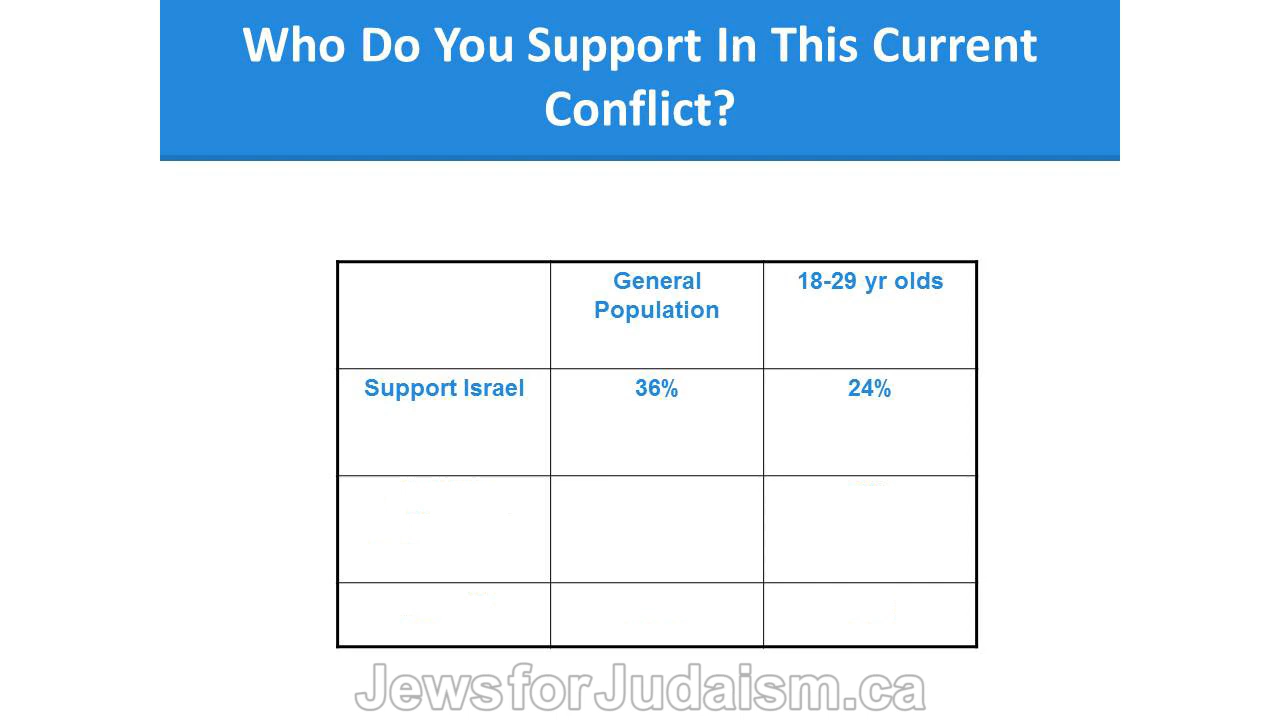 Who Do You Support In This Current
Conflict?
General
Population
18-29 yr olds
Support Israel
36%
24%
JewsforJudaism.ca